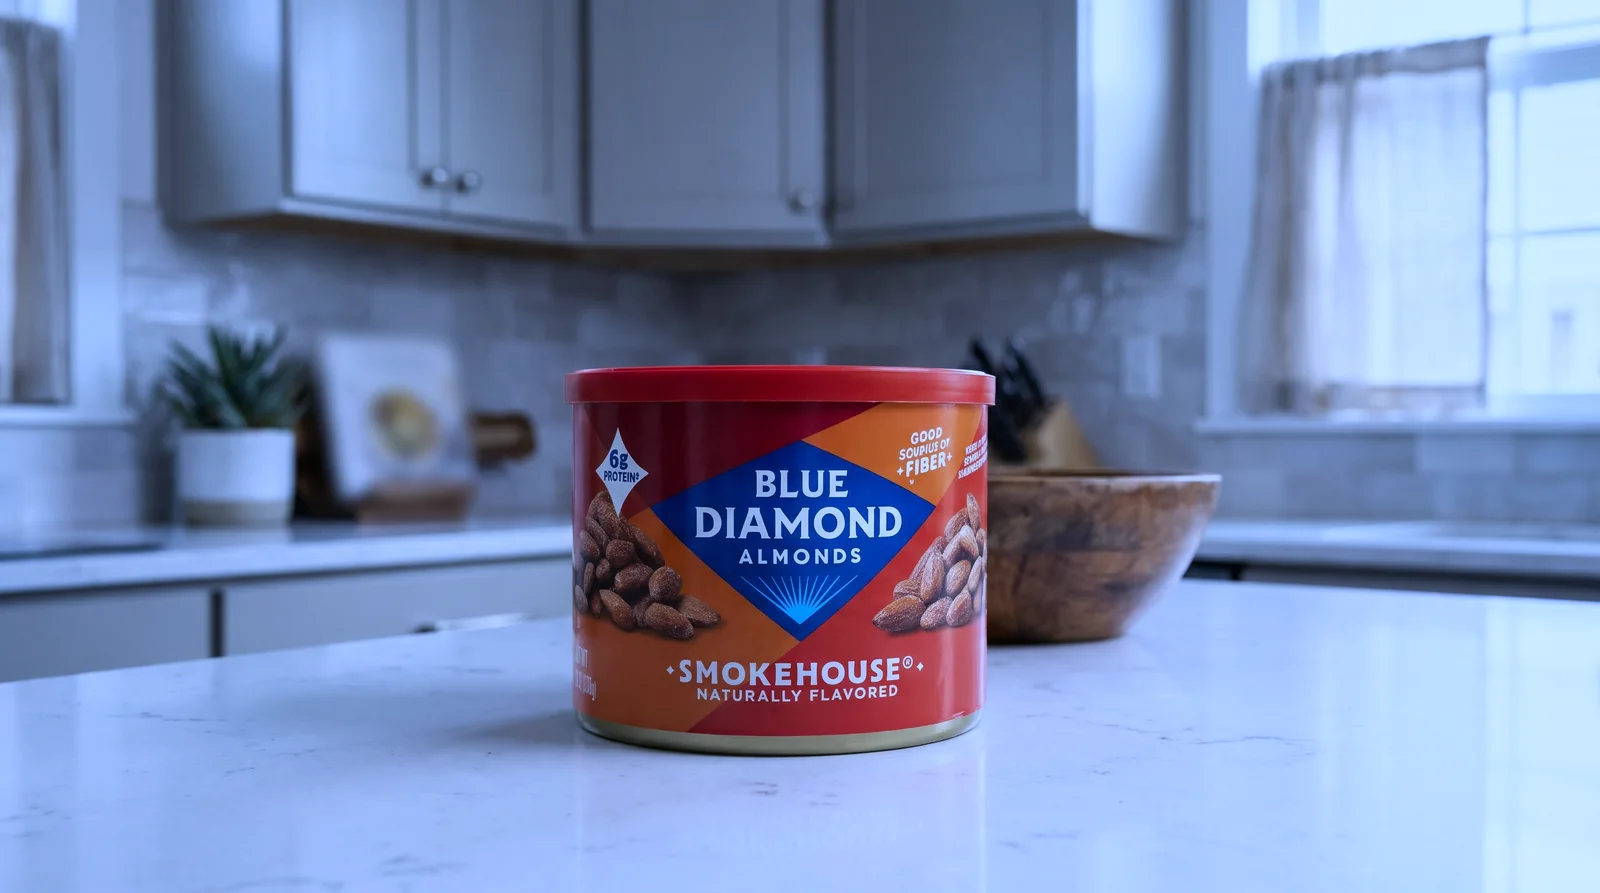 6g
PROTEIN
BLUE
DIAMOND
ALMONDS
GOOD
SOUPIUS OF
FIBER
SMOKEHOUSE®
NATURALLY FLAVORED